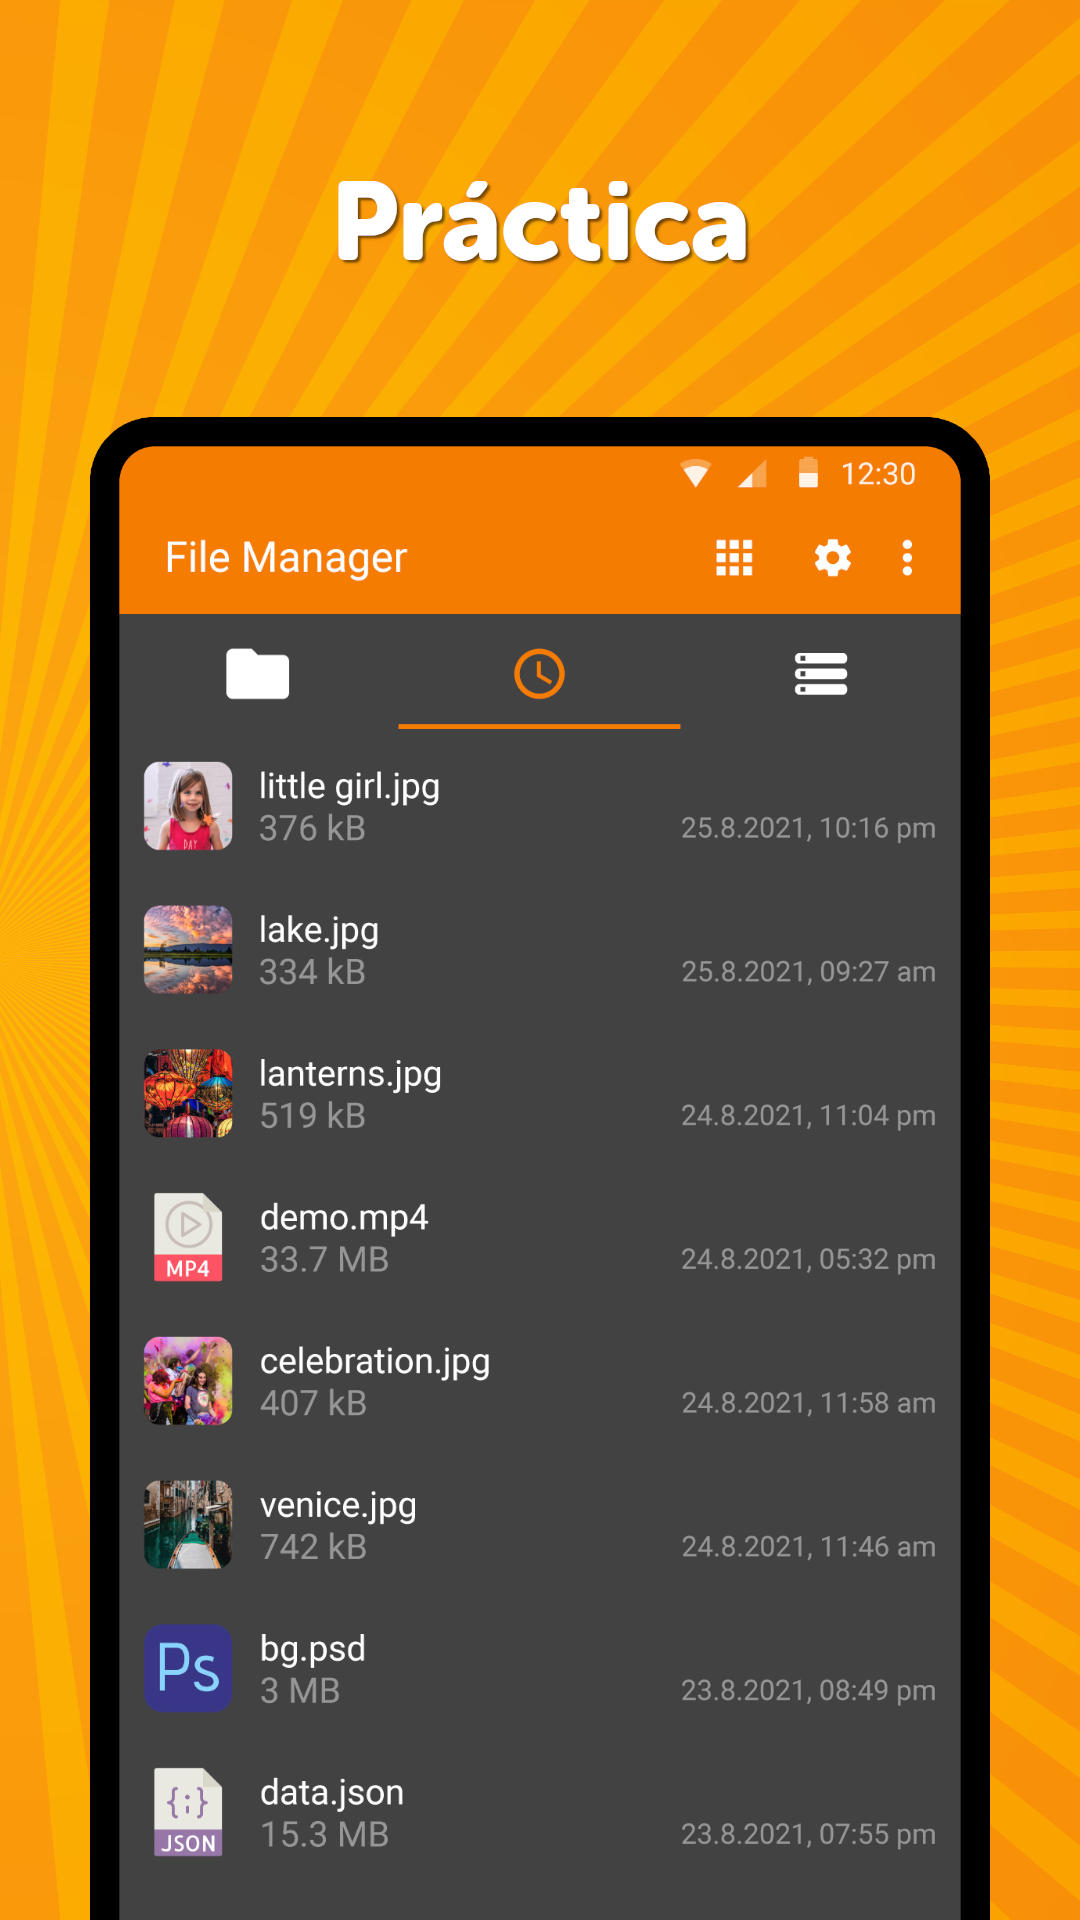 Práctica
12:30
File Manager
little girl.jpg
376 kB
25.8.2021, 10:16 pm
DAY
lake.jpg
334 kB
25.8.2021, 09:27 am
lanterns.jpg
519 kB
24.8.2021, 11:04 pm
MP4
demo.mp4
33.7 MB
24.8.2021, 05:32 pm
celebration.jpg
407 kB
24.8.2021, 11:58 am
venice.jpg
742 kB
24.8.2021, 11:46 am
Ps
bg.psd
3 MB
23.8.2021, 08:49 pm
{;}
JSON
data.json
15.3 MB
23.8.2021, 07:55 pm